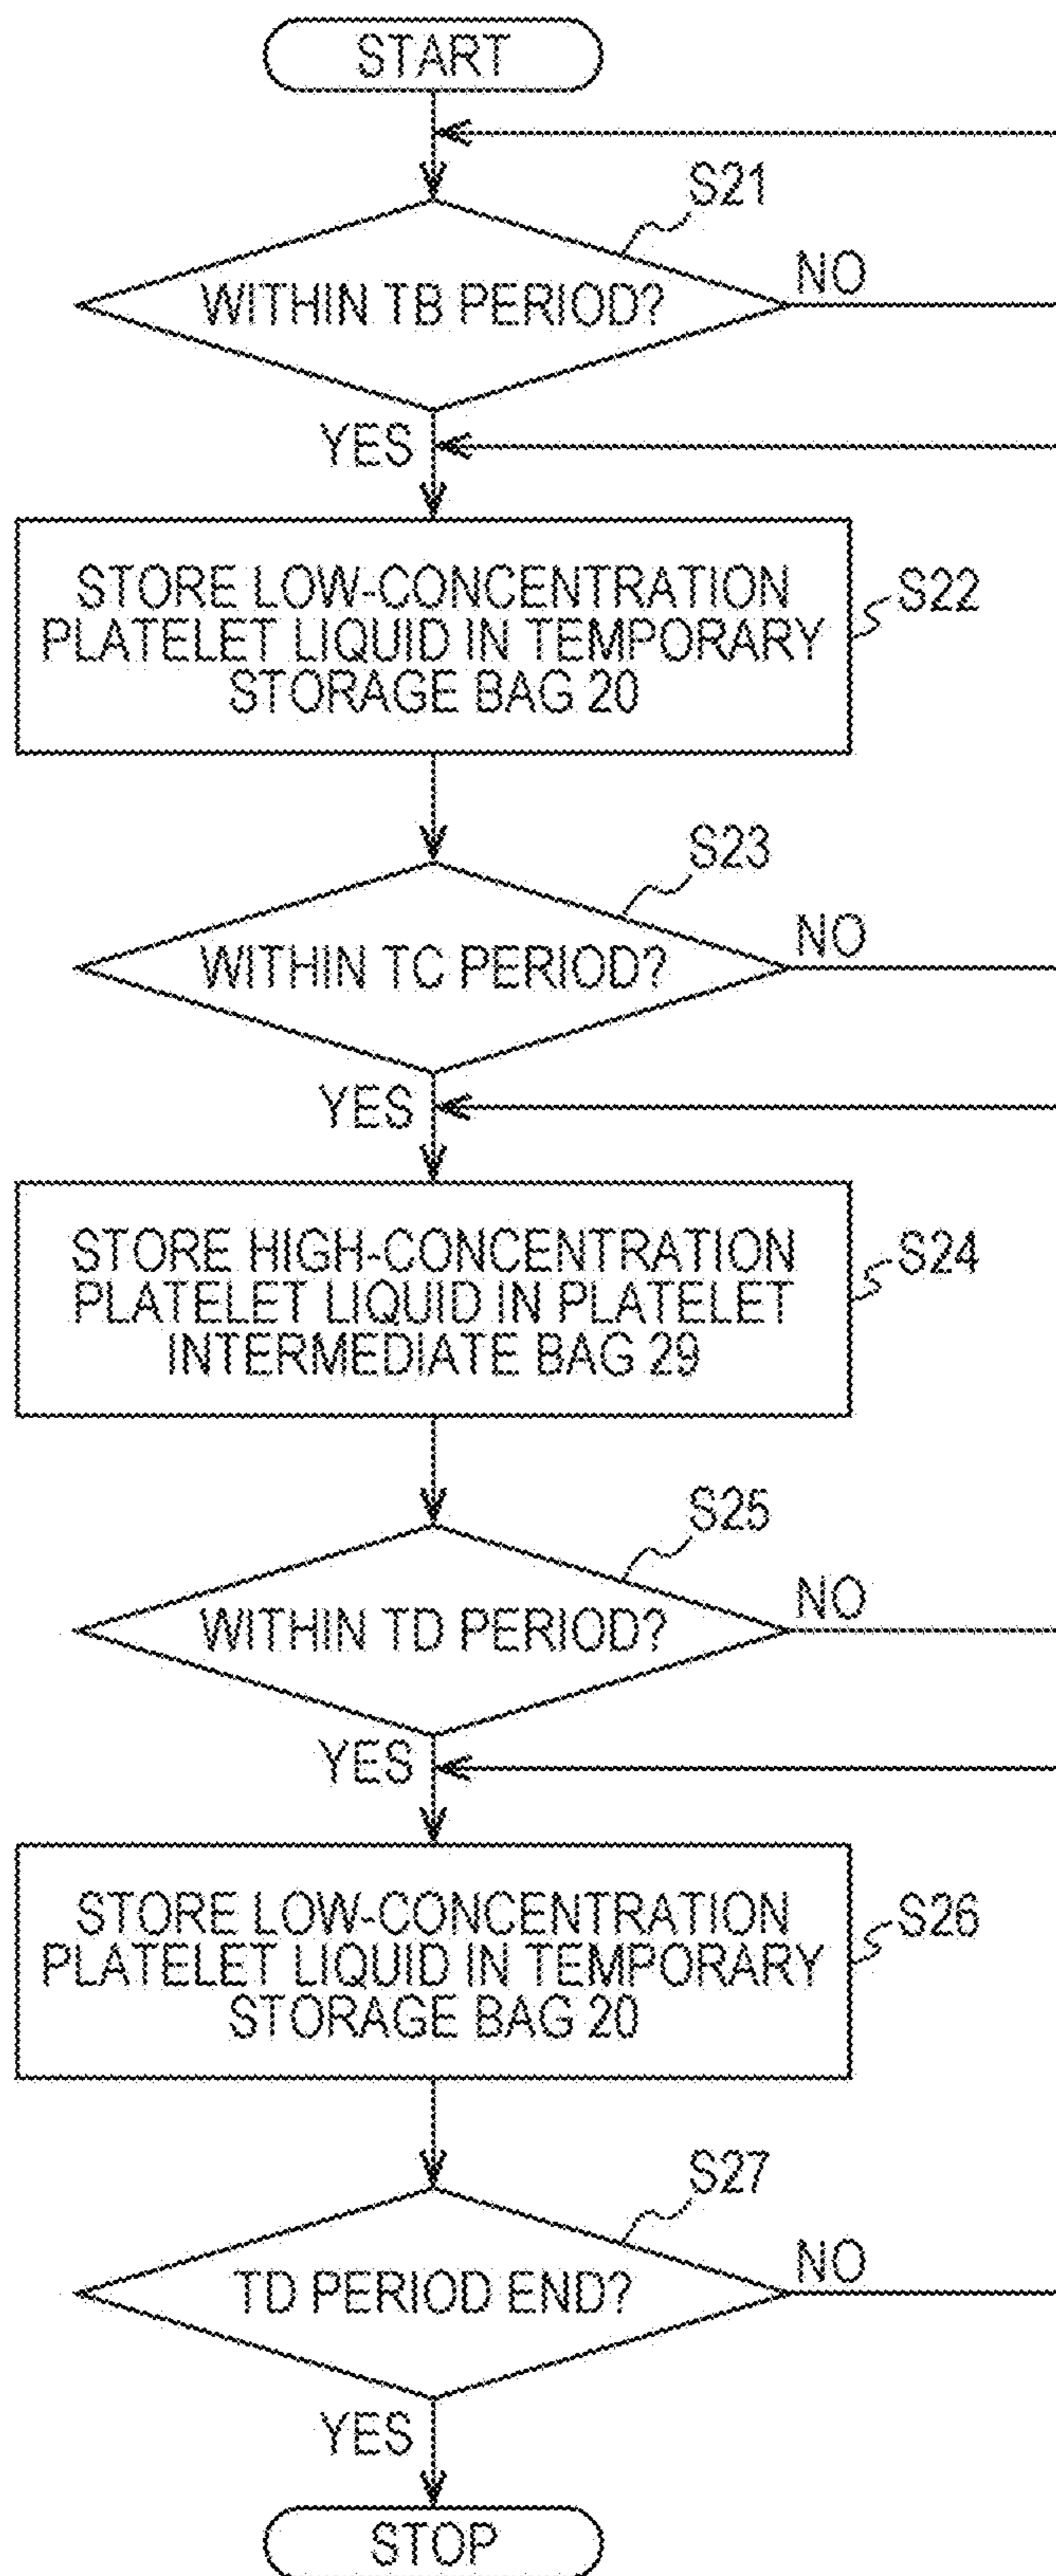 START
S21
WITHIN TB PERIOD?
NO
YES
STORE LOW-CONCENTRATION
PLATELET LIQUID IN TEMPORARY
STORAGE BAG 20
S22
S23
WITHIN TC PERIOD?
NO
YES
STORE HIGH-CONCENTRATION
PLATELET LIQUID IN PLATELET
INTERMEDIATE BAG 29
S24
S25
WITHIN TD PERIOD?
NO
YES
STORE LOW-CONCENTRATION
PLATELET LIQUID IN TEMPORARY
STORAGE BAG 20
S26
S27
TD PERIOD END?
NO
YES
STOP